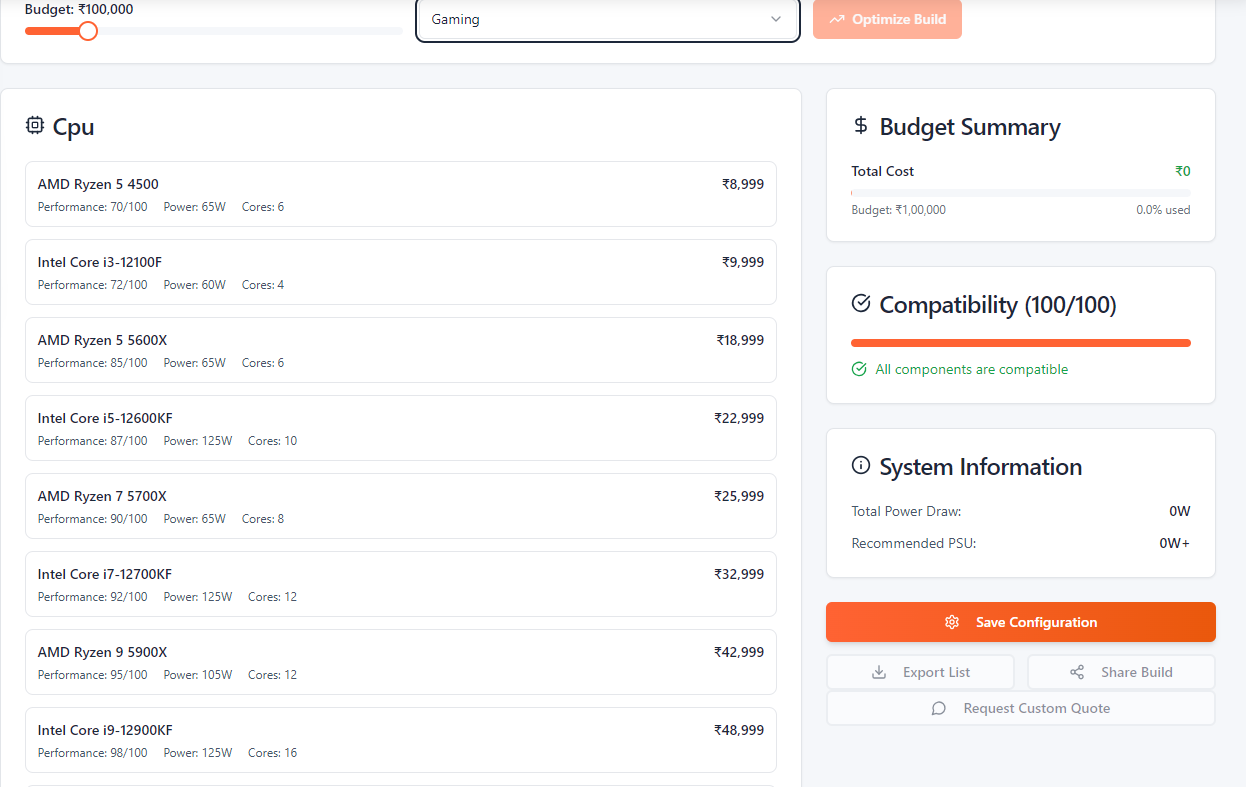 Budget: ₹100,000
Gaming
Optimize Build
Cpu
AMD Ryzen 5 4500 ₹8,999
Performance: 70/100 Power: 65W Cores: 6
Intel Core i3-12100F ₹9,999
Performance: 72/100 Power: 60W Cores: 4
AMD Ryzen 5 5600X ₹18,999
Performance: 85/100 Power: 65W Cores: 6
Intel Core i5-12600KF ₹22,999
Performance: 87/100 Power: 125W Cores: 10
AMD Ryzen 7 5700X ₹25,999
Performance: 90/100 Power: 65W Cores: 8
Intel Core i7-12700KF ₹32,999
Performance: 92/100 Power: 125W Cores: 12
AMD Ryzen 9 5900X ₹42,999
Performance: 95/100 Power: 105W Cores: 12
Intel Core i9-12900KF ₹48,999
Performance: 98/100 Power: 125W Cores: 16
Budget Summary
Total Cost ₹0
Budget: ₹1,00,000 0.0% used
Compatibility (100/100)
All components are compatible
System Information
Total Power Draw: 0W
Recommended PSU: 0W+
Save Configuration
Export List Share Build
Request Custom Quote